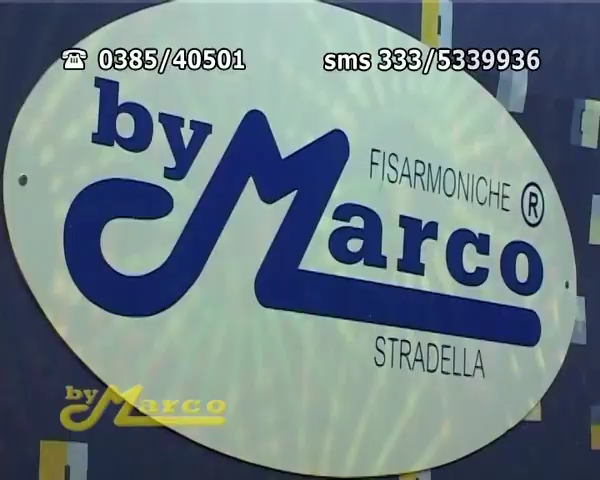 ☎ 0385/40501 sms 333/5339936
by Marco
FISARMONICHE ®
STRADELLA
by Marco